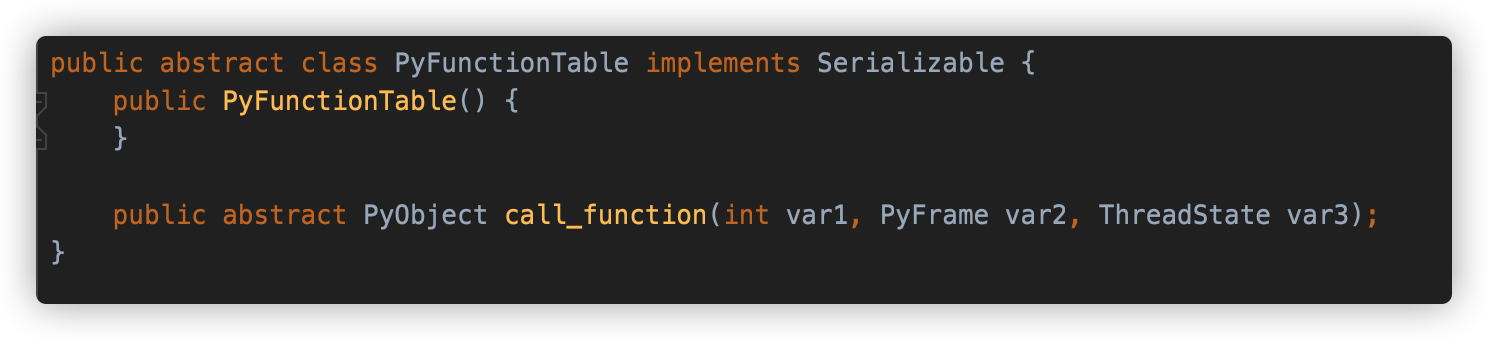 public abstract class PyFunctionTable implements Serializable {
    public PyFunctionTable() {
    }
    public abstract PyObject call_function(int var1, PyFrame var2, ThreadState var3);
}